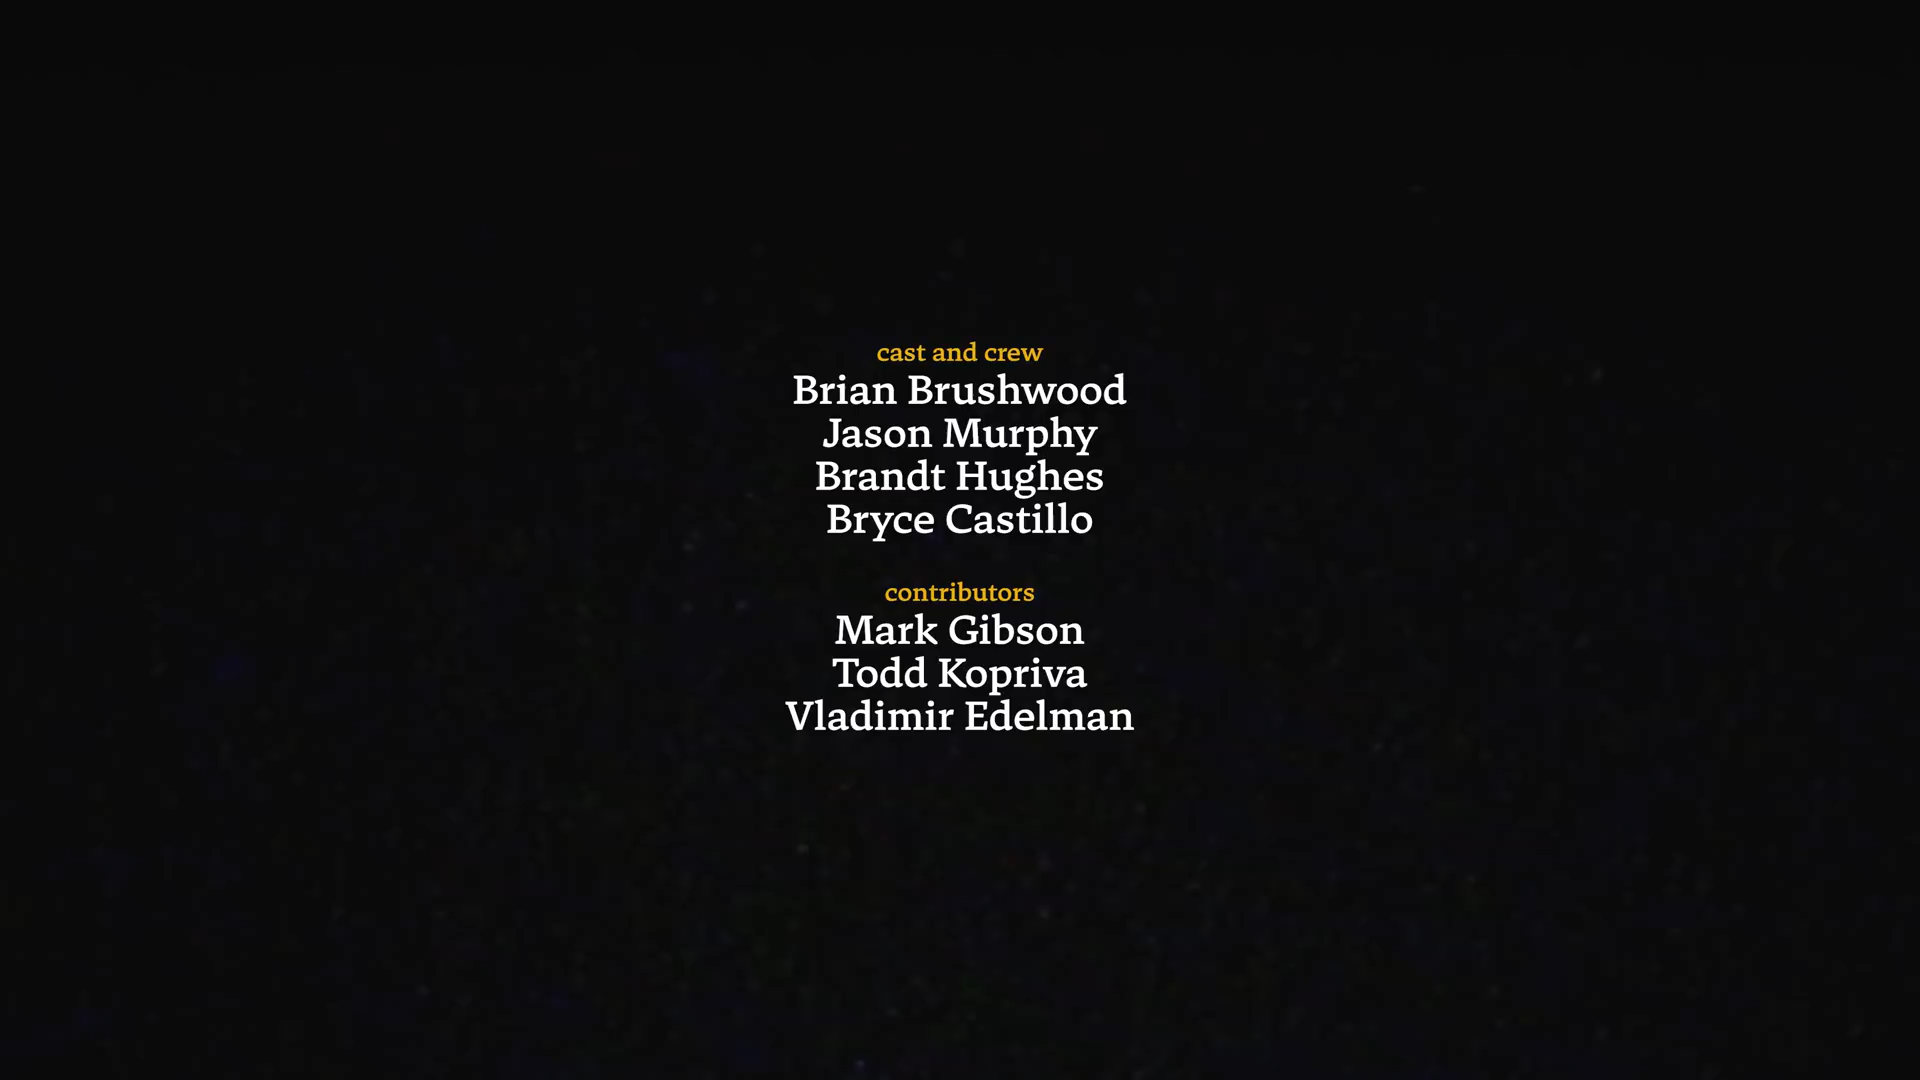 cast and crew
Brian Brushwood
Jason Murphy
Brandt Hughes
Bryce Castillo
contributors
Mark Gibson
Todd Kopriva
Vladimir Edelman